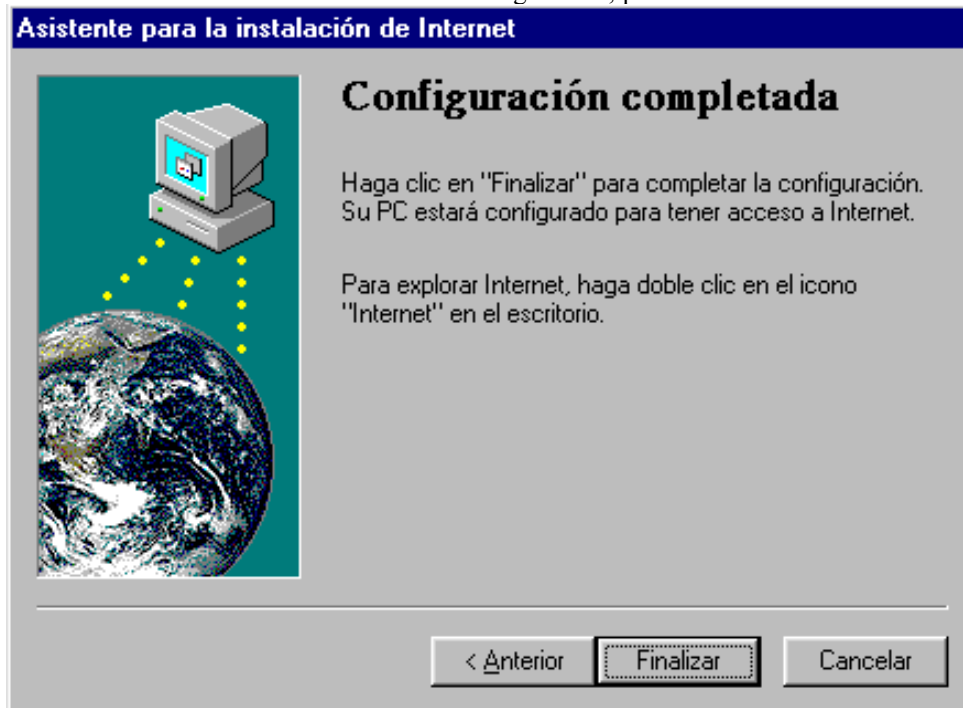 Asistente para la instalación de Internet
Configuración completada
Haga clic en "Finalizar" para completar la configuración.
Su PC estará configurado para tener acceso a Internet.
Para explorar Internet, haga doble clic en el icono
"Internet" en el escritorio.
< Anterior
Finalizar
Cancelar